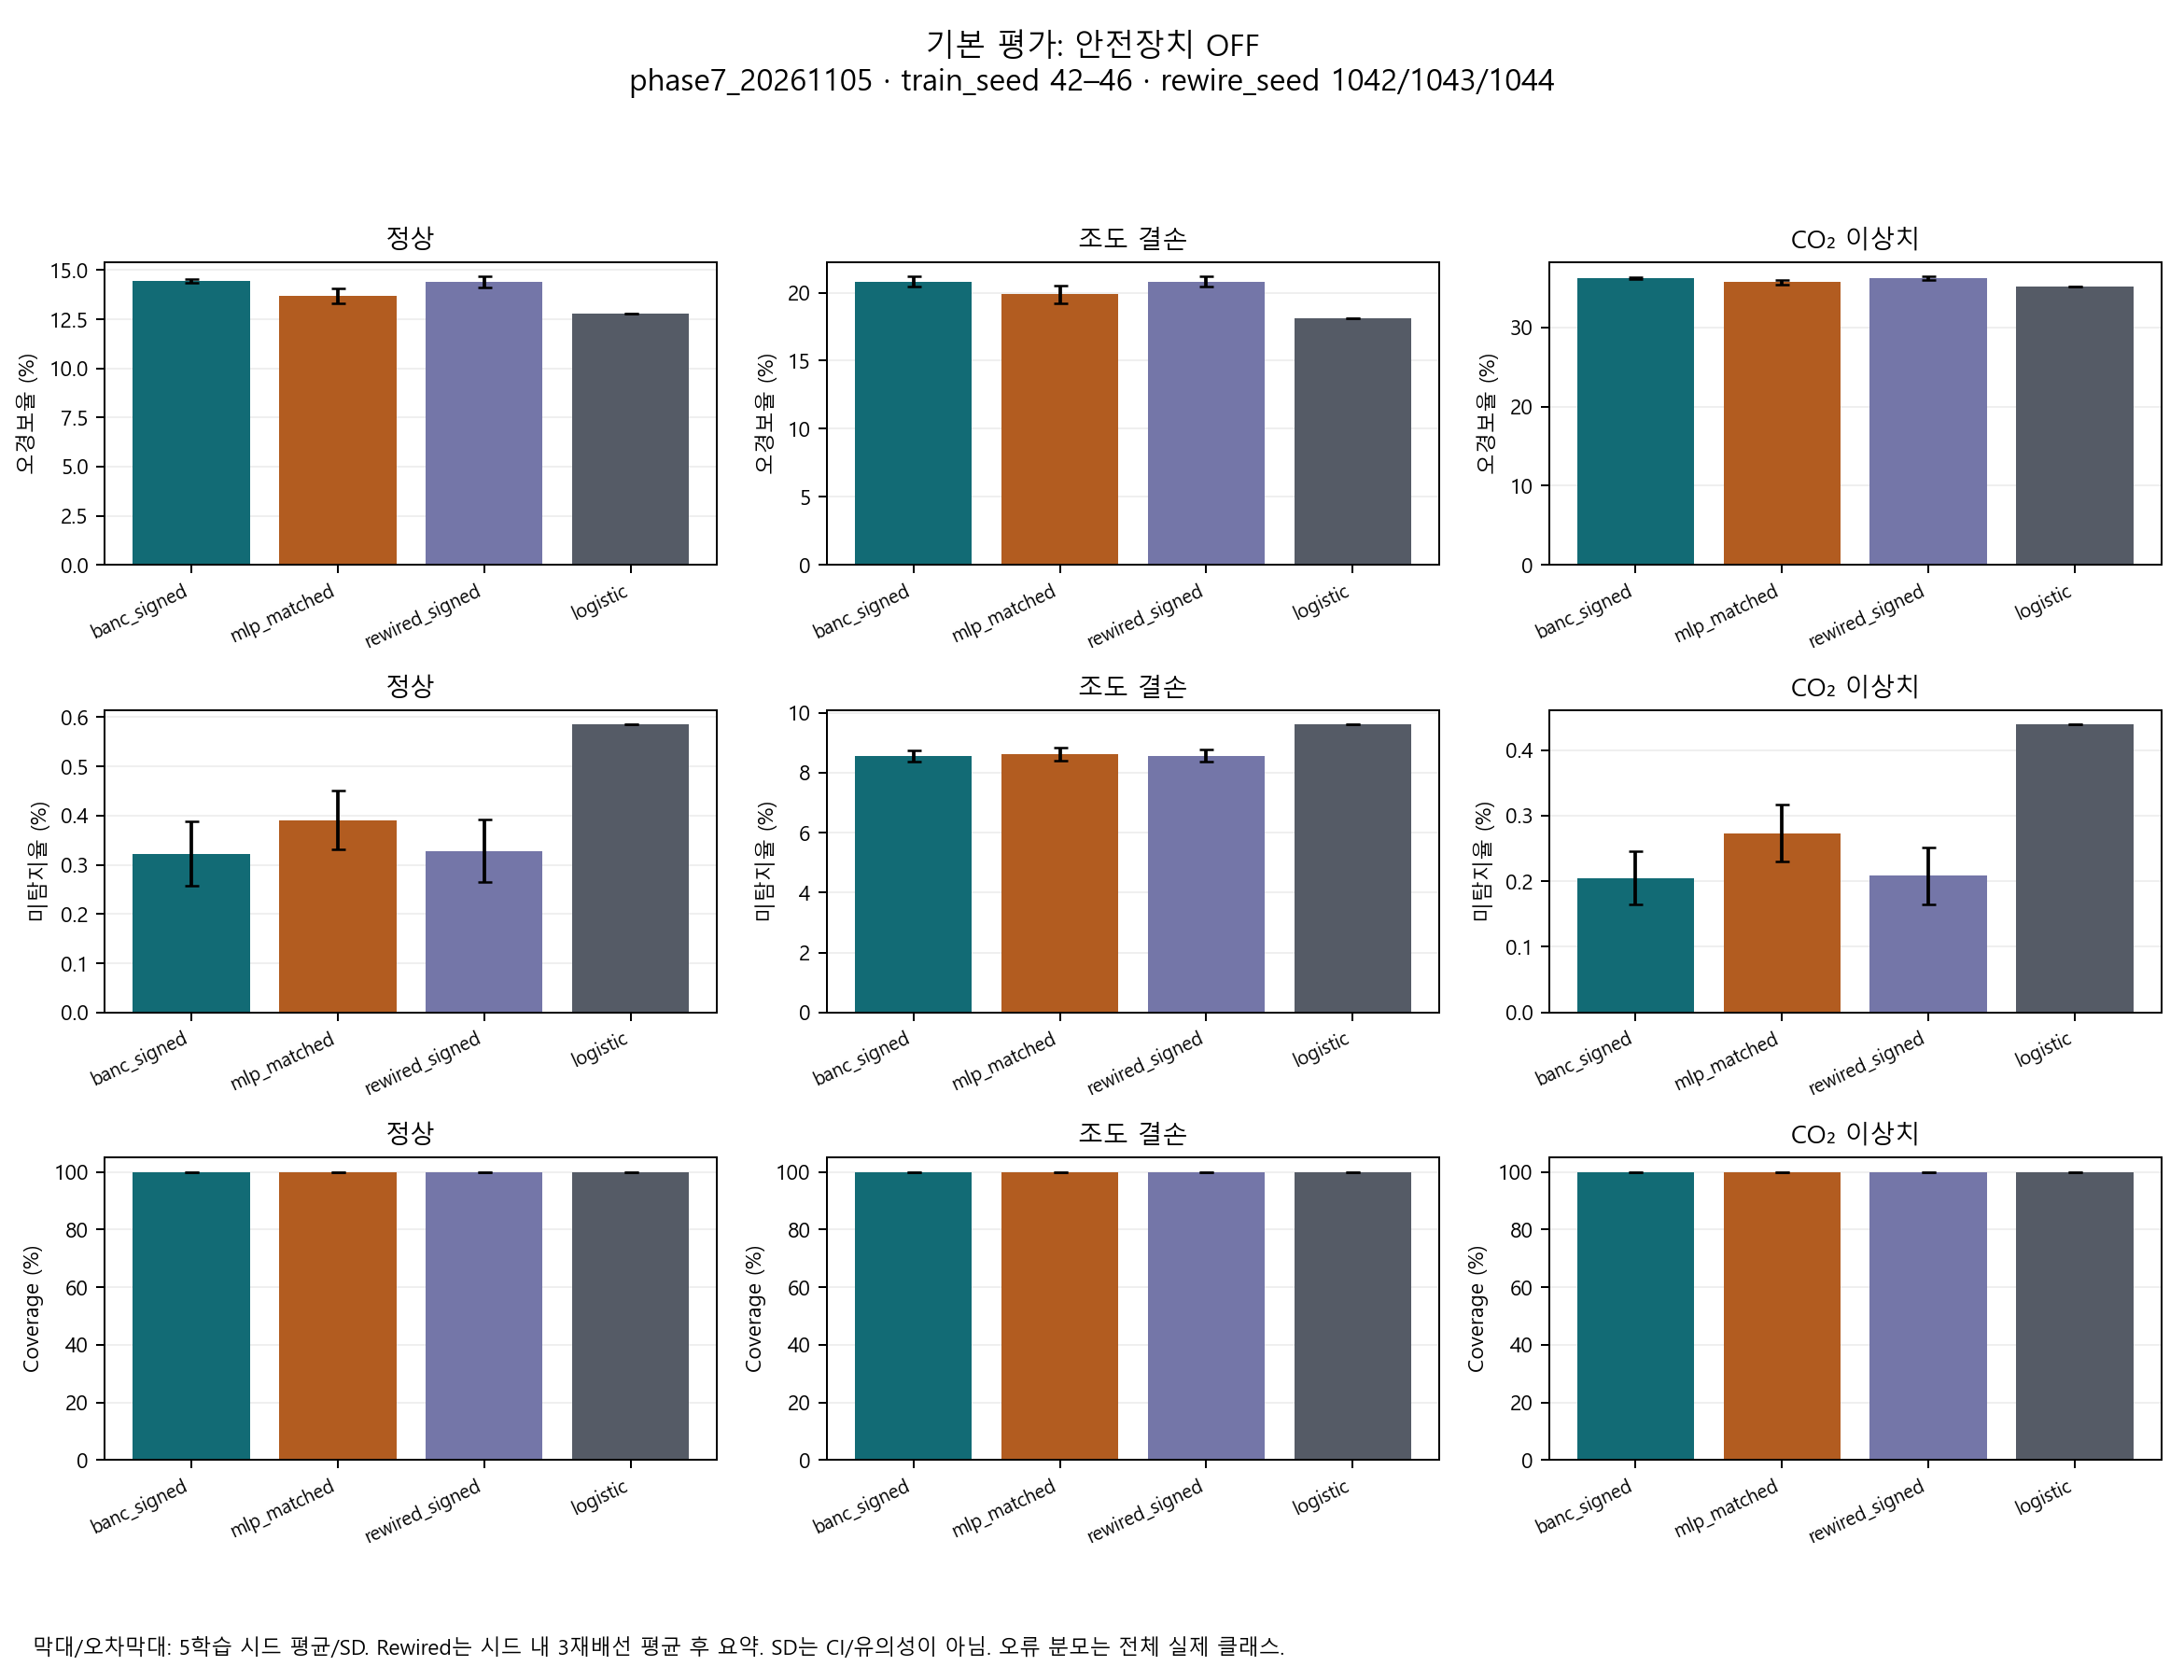 기본 평가: 안전장치 OFF
phase7_20261105 · train_seed 42–46 · rewire_seed 1042/1043/1044
정상
오경보율 (%)
15.0
12.5
10.0
7.5
5.0
2.5
0.0
banc_signed
mlp_matched
rewired_signed
logistic
조도 결손
오경보율 (%)
20
15
10
5
0
banc_signed
mlp_matched
rewired_signed
logistic
CO₂ 이상치
오경보율 (%)
30
20
10
0
banc_signed
mlp_matched
rewired_signed
logistic
정상
미탐지율 (%)
0.6
0.5
0.4
0.3
0.2
0.1
0.0
banc_signed
mlp_matched
rewired_signed
logistic
조도 결손
미탐지율 (%)
10
8
6
4
2
0
banc_signed
mlp_matched
rewired_signed
logistic
CO₂ 이상치
미탐지율 (%)
0.4
0.3
0.2
0.1
0.0
banc_signed
mlp_matched
rewired_signed
logistic
정상
Coverage (%)
100
80
60
40
20
0
banc_signed
mlp_matched
rewired_signed
logistic
조도 결손
Coverage (%)
100
80
60
40
20
0
banc_signed
mlp_matched
rewired_signed
logistic
CO₂ 이상치
Coverage (%)
100
80
60
40
20
0
banc_signed
mlp_matched
rewired_signed
logistic
막대/오차막대: 5학습 시드 평균/SD. Rewired는 시드 내 3재배선 평균 후 요약. SD는 CI/유의성이 아님. 오류 분모는 전체 실제 클래스.